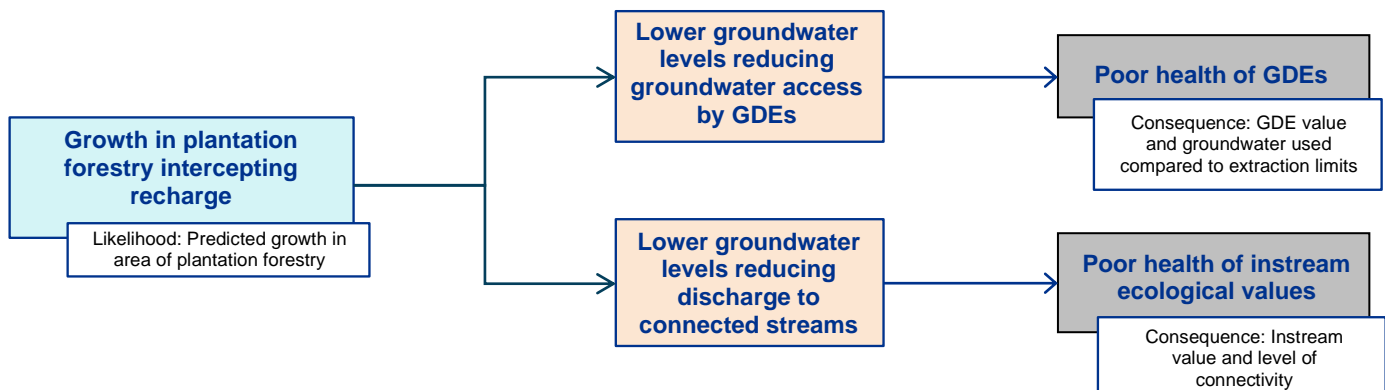 Growth in plantation
forestry intercepting
recharge
Likelihood: Predicted growth in
area of plantation forestry
Lower groundwater
levels reducing
groundwater access
by GDEs
Poor health of GDEs
Consequence: GDE value
and groundwater used
compared to extraction limits
Lower groundwater
levels reducing
discharge to
connected streams
Poor health of instream
ecological values
Consequence: Instream
value and level of
connectivity